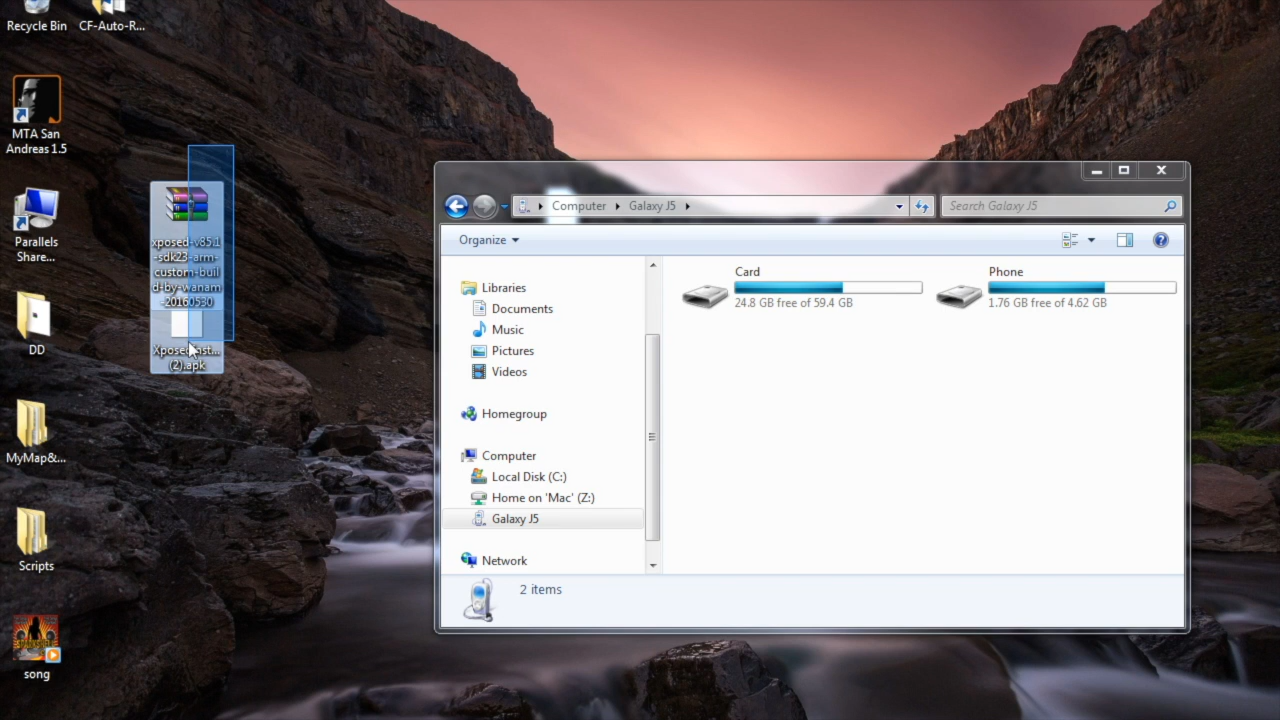 Recycle Bin
CF-Auto-R...
MTA San
Andreas 1.5
Parallels
Share...
DD
MyMap&...
Scripts
song
xposed-v85.1
-sdk23-arm-
custom-buil
d-by-wanam
-20160530
XposedInst...
(2).apk
Computer
Galaxy J5
Search Galaxy J5
Organize
Libraries
Documents
Music
Pictures
Videos
Homegroup
Computer
Local Disk (C:)
Home on 'Mac' (Z:)
Galaxy J5
Network
Card
24.8 GB free of 59.4 GB
Phone
1.76 GB free of 4.62 GB
2 items